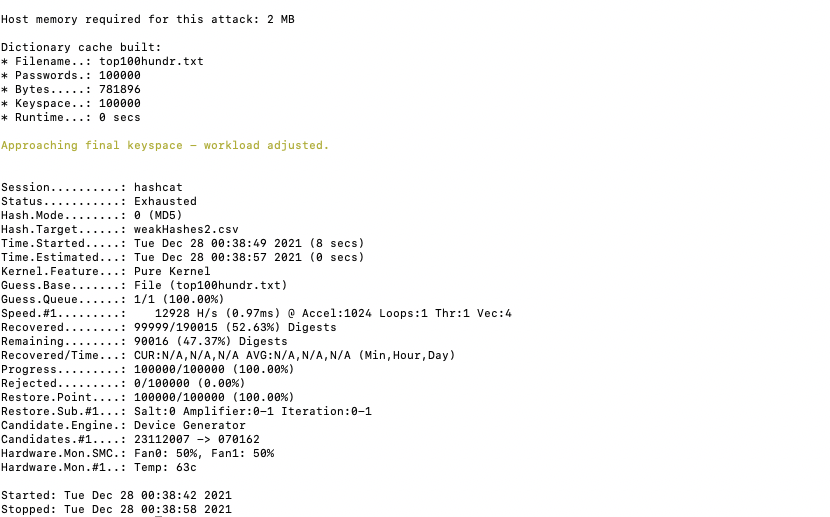 Host memory required for this attack: 2 MB
Dictionary cache built:
* Filename..: top100hundr.txt
* Passwords.: 100000
* Bytes.....: 781896
* Keyspace..: 100000
* Runtime...: 0 secs
Approaching final keyspace - workload adjusted.
Session..........: hashcat
Status...........: Exhausted
Hash.Mode........: 0 (MD5)
Hash.Target......: weakHashes2.csv
Time.Started.....: Tue Dec 28 00:38:49 2021 (8 secs)
Time.Estimated...: Tue Dec 28 00:38:57 2021 (0 secs)
Kernel.Feature...: Pure Kernel
Guess.Base.......: File (top100hundr.txt)
Guess.Queue......: 1/1 (100.00%)
Speed.#1.........:    12928 H/s (0.97ms) @ Accel:1024 Loops:1 Thr:1 Vec:4
Recovered........: 99999/190015 (52.63%) Digests
Remaining........: 90016 (47.37%) Digests
Recovered/Time...: CUR:N/A,N/A,N/A AVG:N/A,N/A,N/A (Min,Hour,Day)
Progress.........: 100000/100000 (100.00%)
Rejected.........: 0/100000 (0.00%)
Restore.Point....: 100000/100000 (100.00%)
Restore.Sub.#1...: Salt:0 Amplifier:0-1 Iteration:0-1
Candidate.Engine.: Device Generator
Candidates.#1....: 23112007 -> 070162
Hardware.Mon.SMC.: Fan0: 50%, Fan1: 50%
Hardware.Mon.#1..: Temp: 63c
Started: Tue Dec 28 00:38:42 2021
Stopped: Tue Dec 28 00:38:58 2021